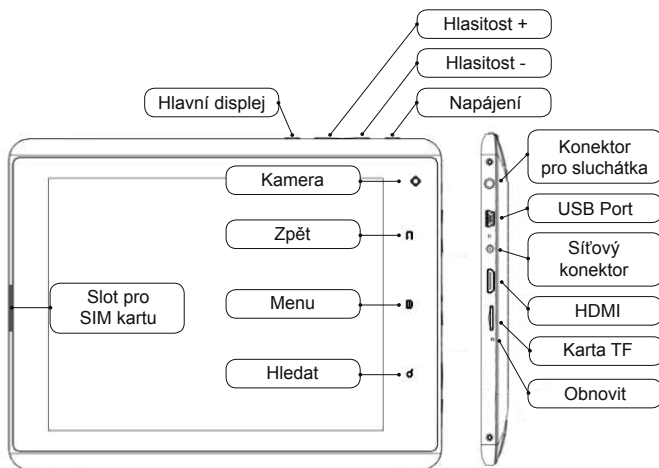 Hlasitost +
Hlasitost -
Hlavní displej
Napájení
Kamera
Zpět
Menu
Hledat
Slot pro
SIM kartu
Konektor
pro sluchátka
USB Port
Síťový
konektor
HDMI
Karta TF
Obnovit